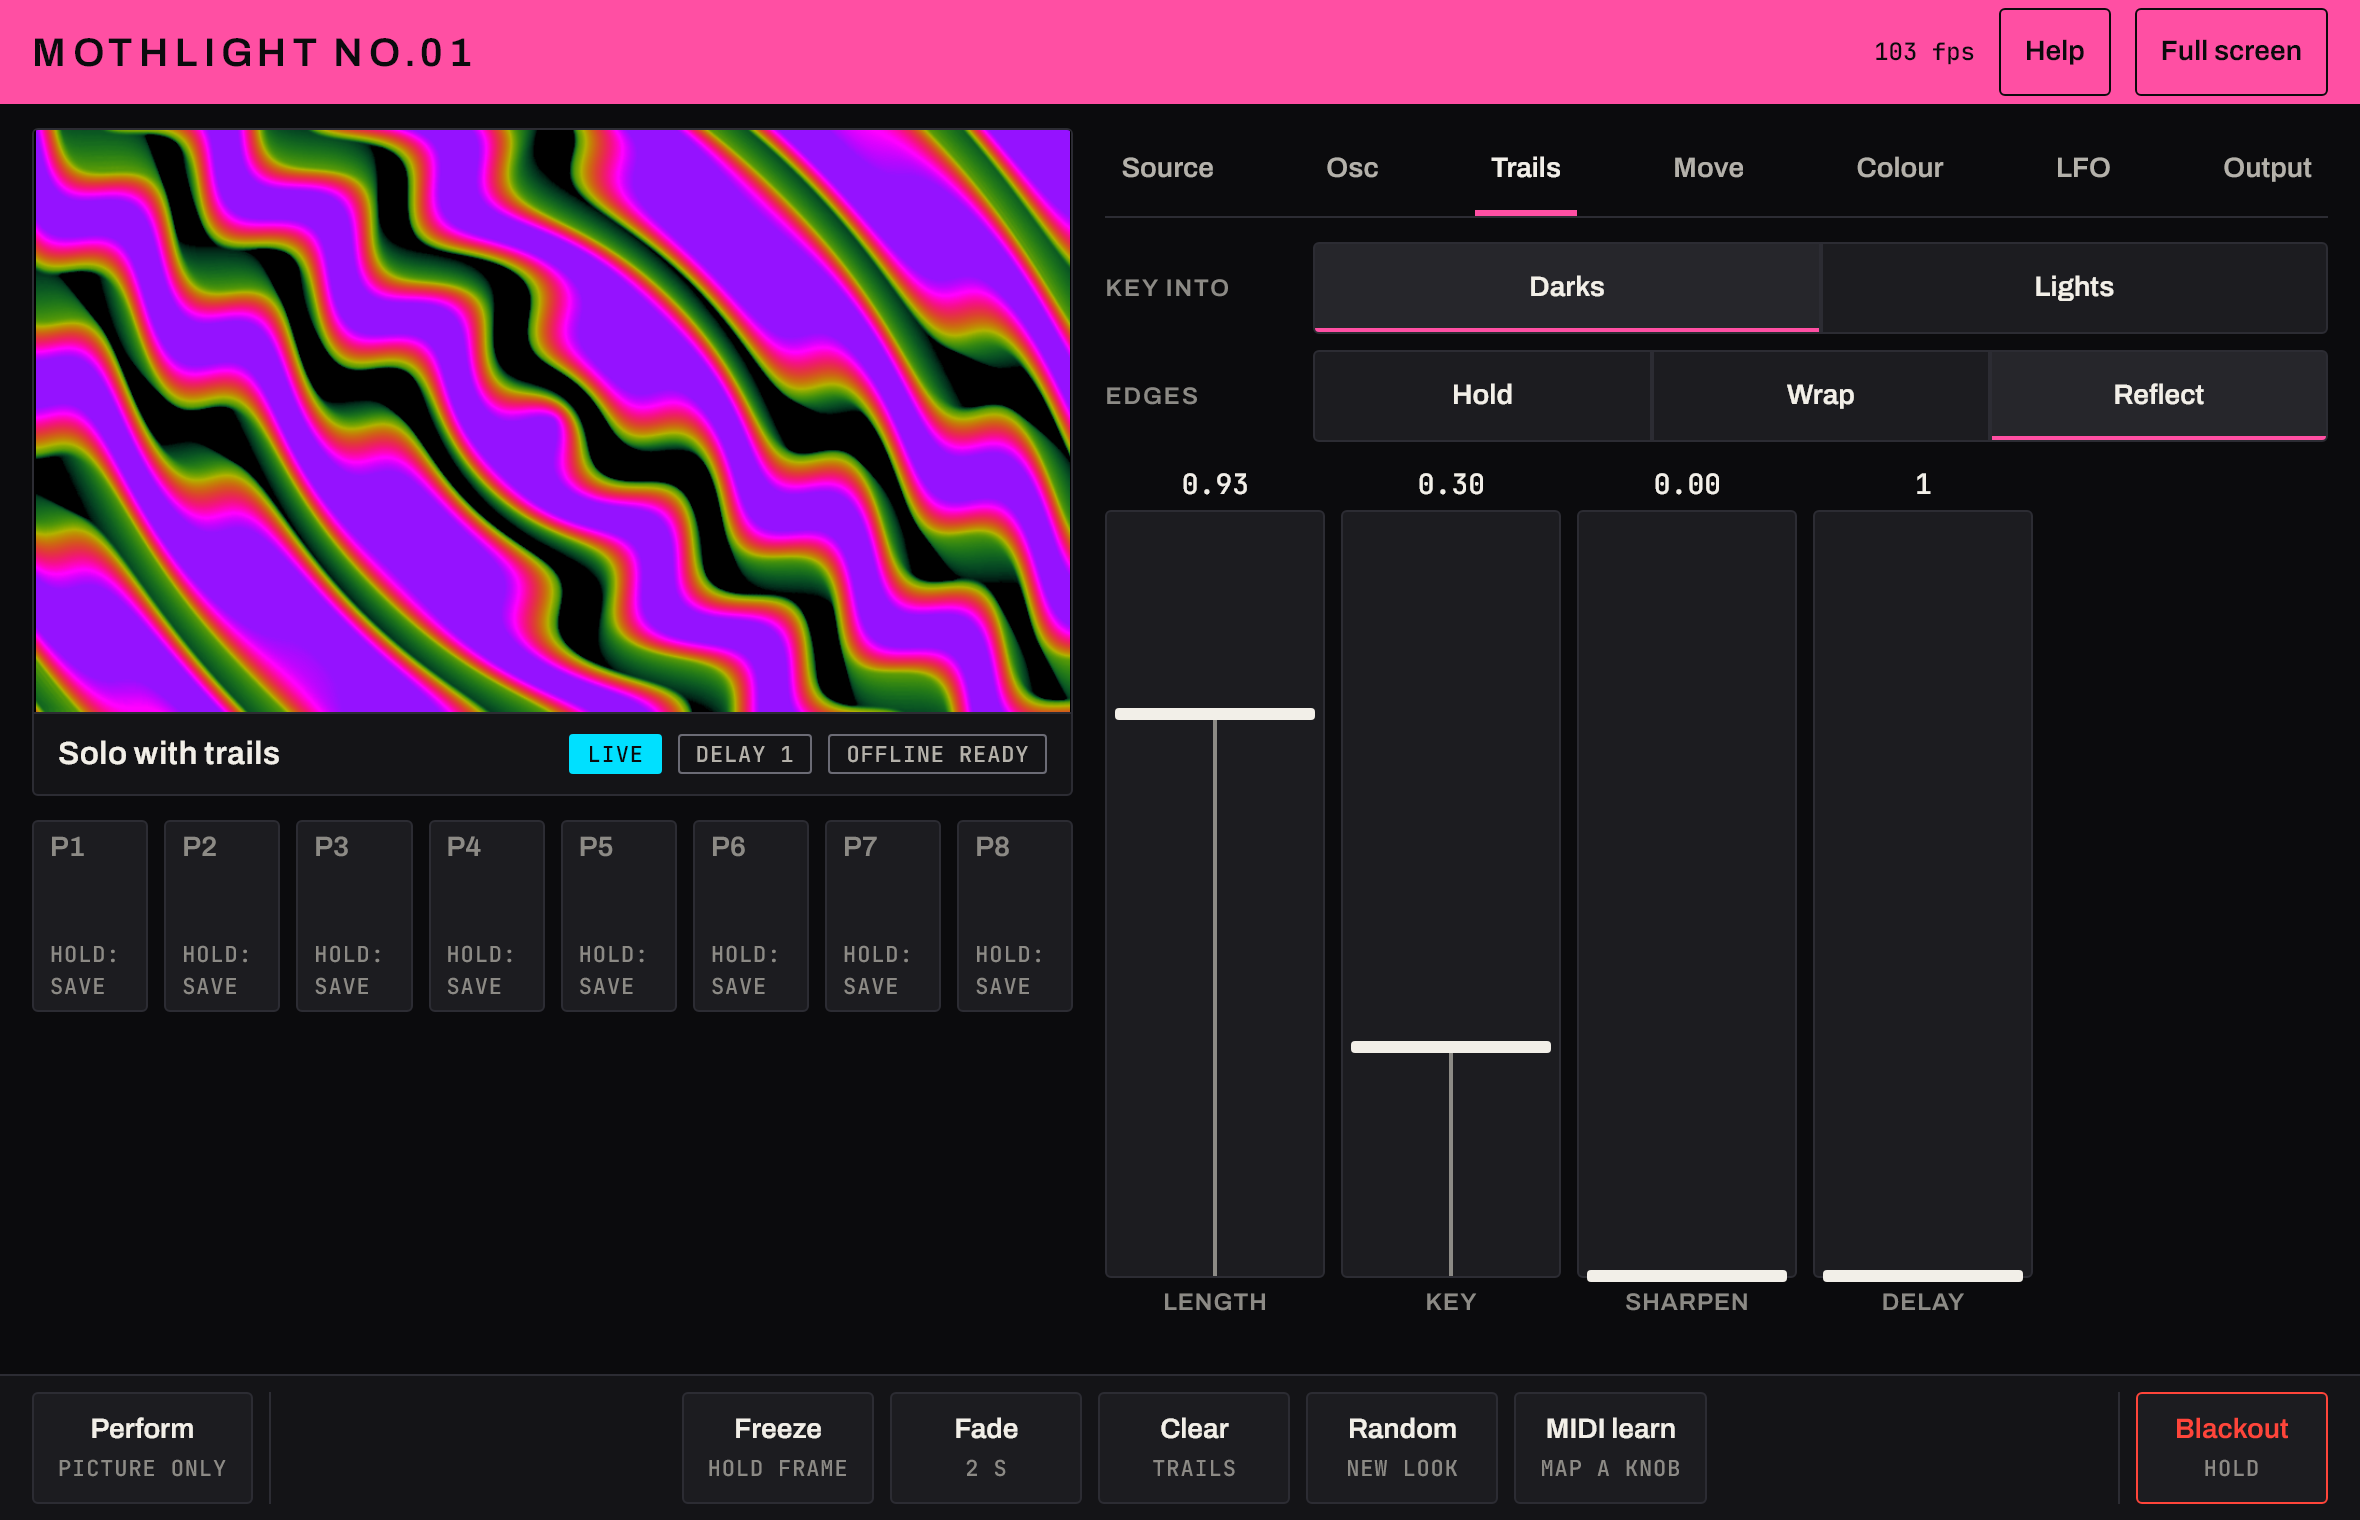 MOTHLIGHT NO.01
103 fps
Help
Full screen
Source
Osc
Trails
Move
Colour
LFO
Output
KEY INTO
Darks
Lights
EDGES
Hold
Wrap
Reflect
0.93
0.30
0.00
1
LENGTH
KEY
SHARPEN
DELAY
Solo with trails
LIVE
DELAY 1
OFFLINE READY
P1
HOLD:
SAVE
P2
HOLD:
SAVE
P3
HOLD:
SAVE
P4
HOLD:
SAVE
P5
HOLD:
SAVE
P6
HOLD:
SAVE
P7
HOLD:
SAVE
P8
HOLD:
SAVE
Perform
PICTURE ONLY
Freeze
HOLD FRAME
Fade
2 S
Clear
TRAILS
Random
NEW LOOK
MIDI learn
MAP A KNOB
Blackout
HOLD